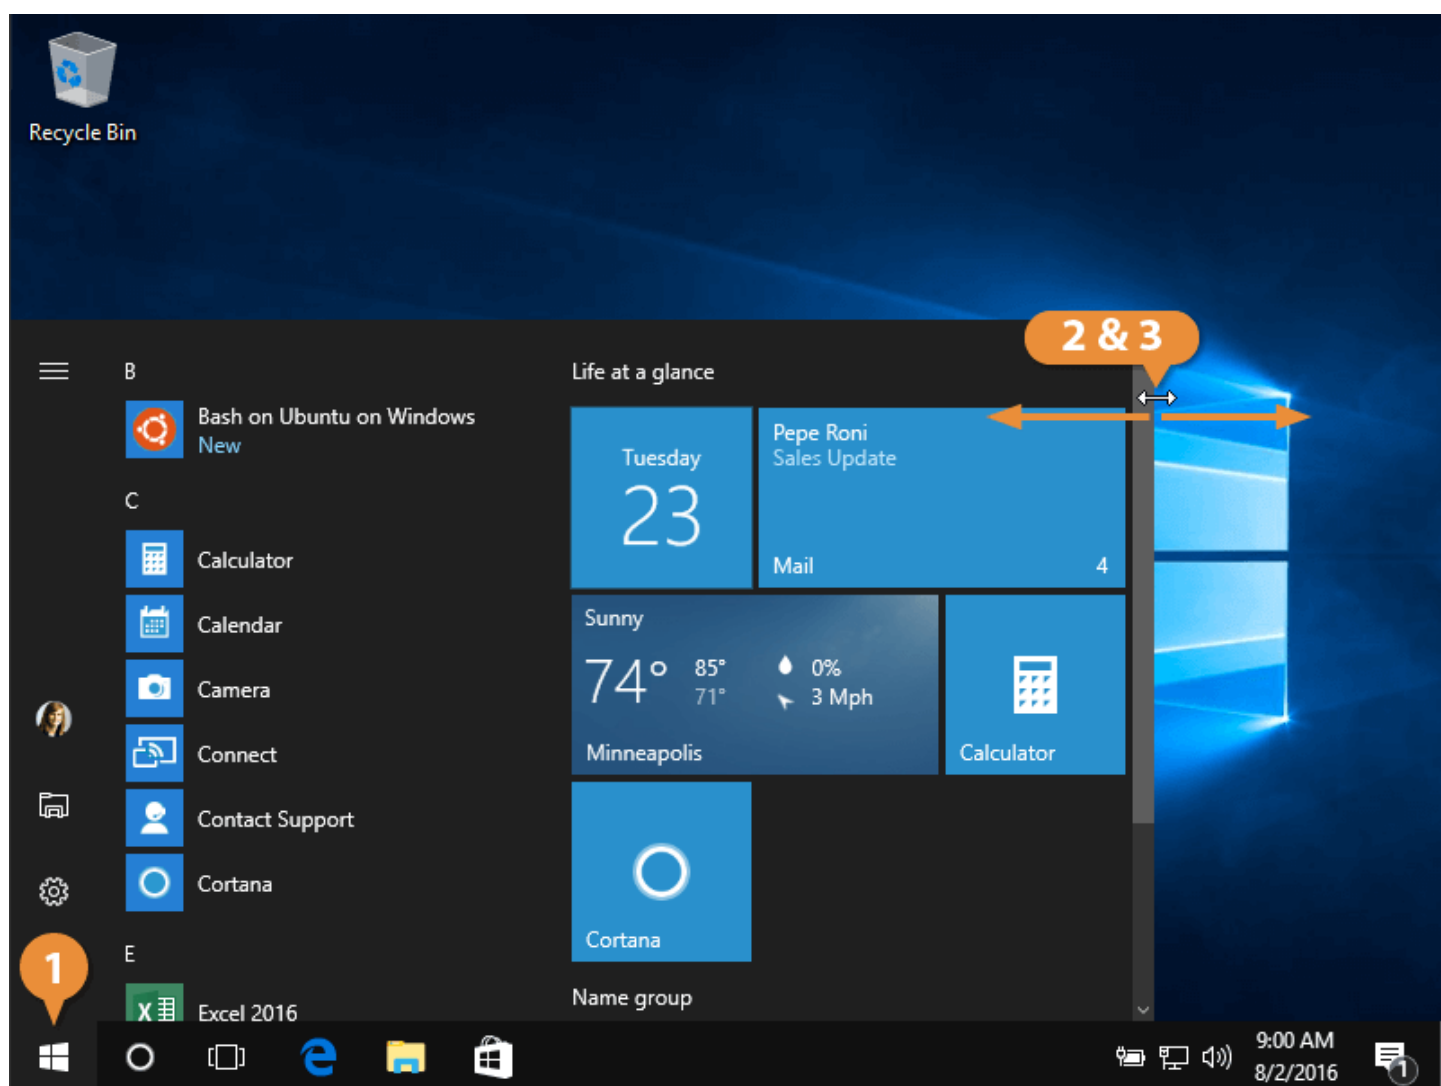 Recycle Bin
2 & 3
B
Life at a glance
Bash on Ubuntu on Windows
New
Pepe Roni
Sales Update
Tuesday
23
Mail 4
C
Calculator
Calendar
Camera
Connect
Contact Support
Cortana
Sunny
74° 85° 0%
71° 3 Mph
Minneapolis
Calculator
Cortana
1
E
X
Excel 2016
Name group
9:00 AM
8/2/2016
1